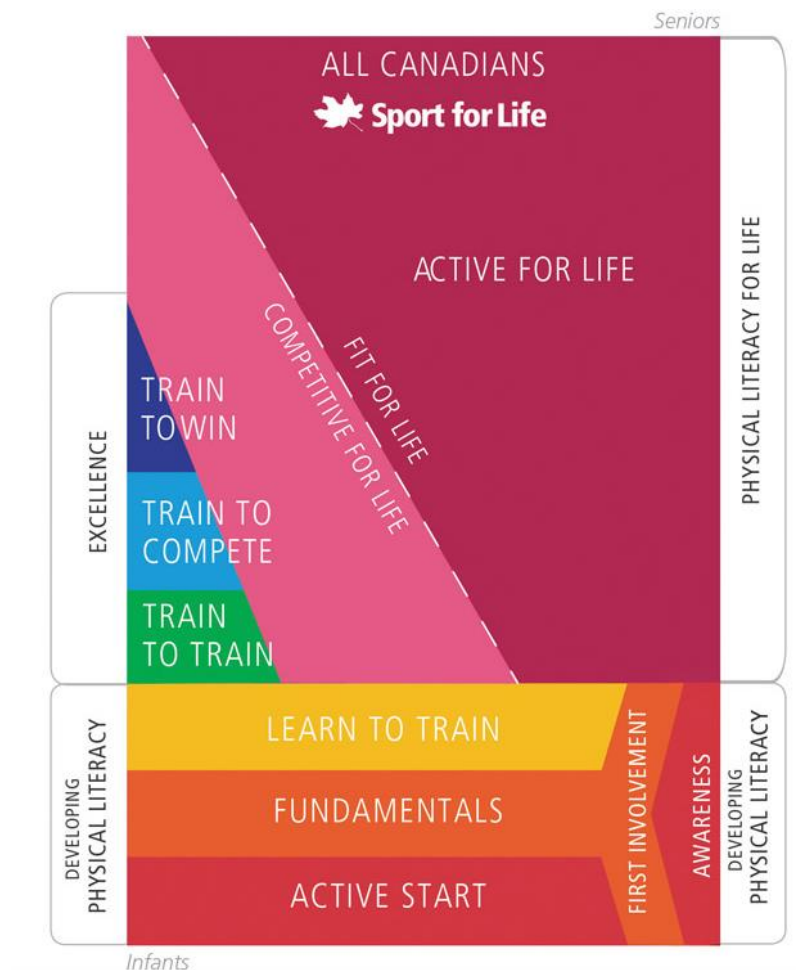 Seniors
ALL CANADIANS
Sport for Life
ACTIVE FOR LIFE
PHYSICAL LITERACY FOR LIFE
FIT FOR LIFE
COMPETITIVE FOR LIFE
EXCELLENCE
TRAIN
TO WIN
TRAIN TO
COMPETE
TRAIN
TO TRAIN
DEVELOPING
PHYSICAL LITERACY
LEARN TO TRAIN
FUNDAMENTALS
ACTIVE START
FIRST INVOLVEMENT
AWARENESS
DEVELOPING
PHYSICAL LITERACY
Infants